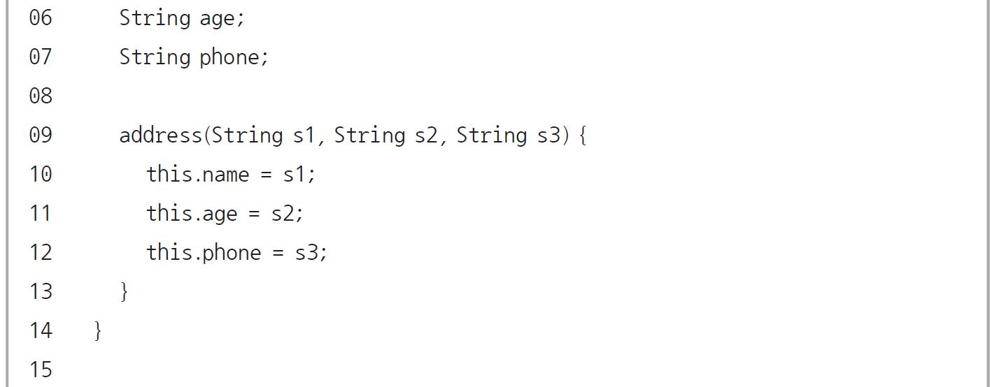 06 String age;
07 String phone;
08
09 address(String s1, String s2, String s3) {
10 this.name = s1;
11 this.age = s2;
12 this.phone = s3;
13 }
14 }
15